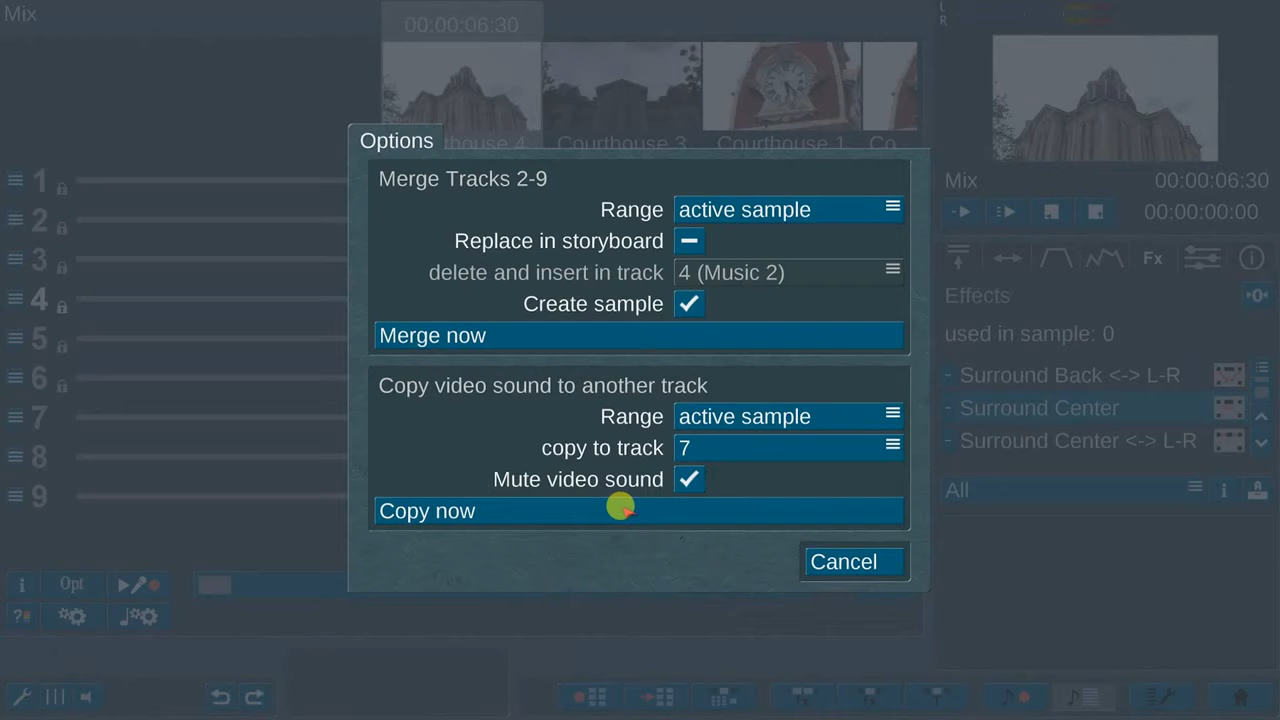 Mix
00:00:06:30
L
R
Courthouse 3
Courthouse 1
Co
Options
Merge Tracks 2-9
Range
active sample
Replace in storyboard
delete and insert in track
4 (Music 2)
Create sample
Merge now
Copy video sound to another track
Range
active sample
copy to track
7
Mute video sound
Copy now
Cancel
1
2
3
4
5
6
7
8
9
i
Opt
Mix
00:00:06:30
00:00:00:00
Fx
Effects
used in sample: 0
Surround Back <-> L-R
Surround Center
Surround Center <-> L-R
All
i